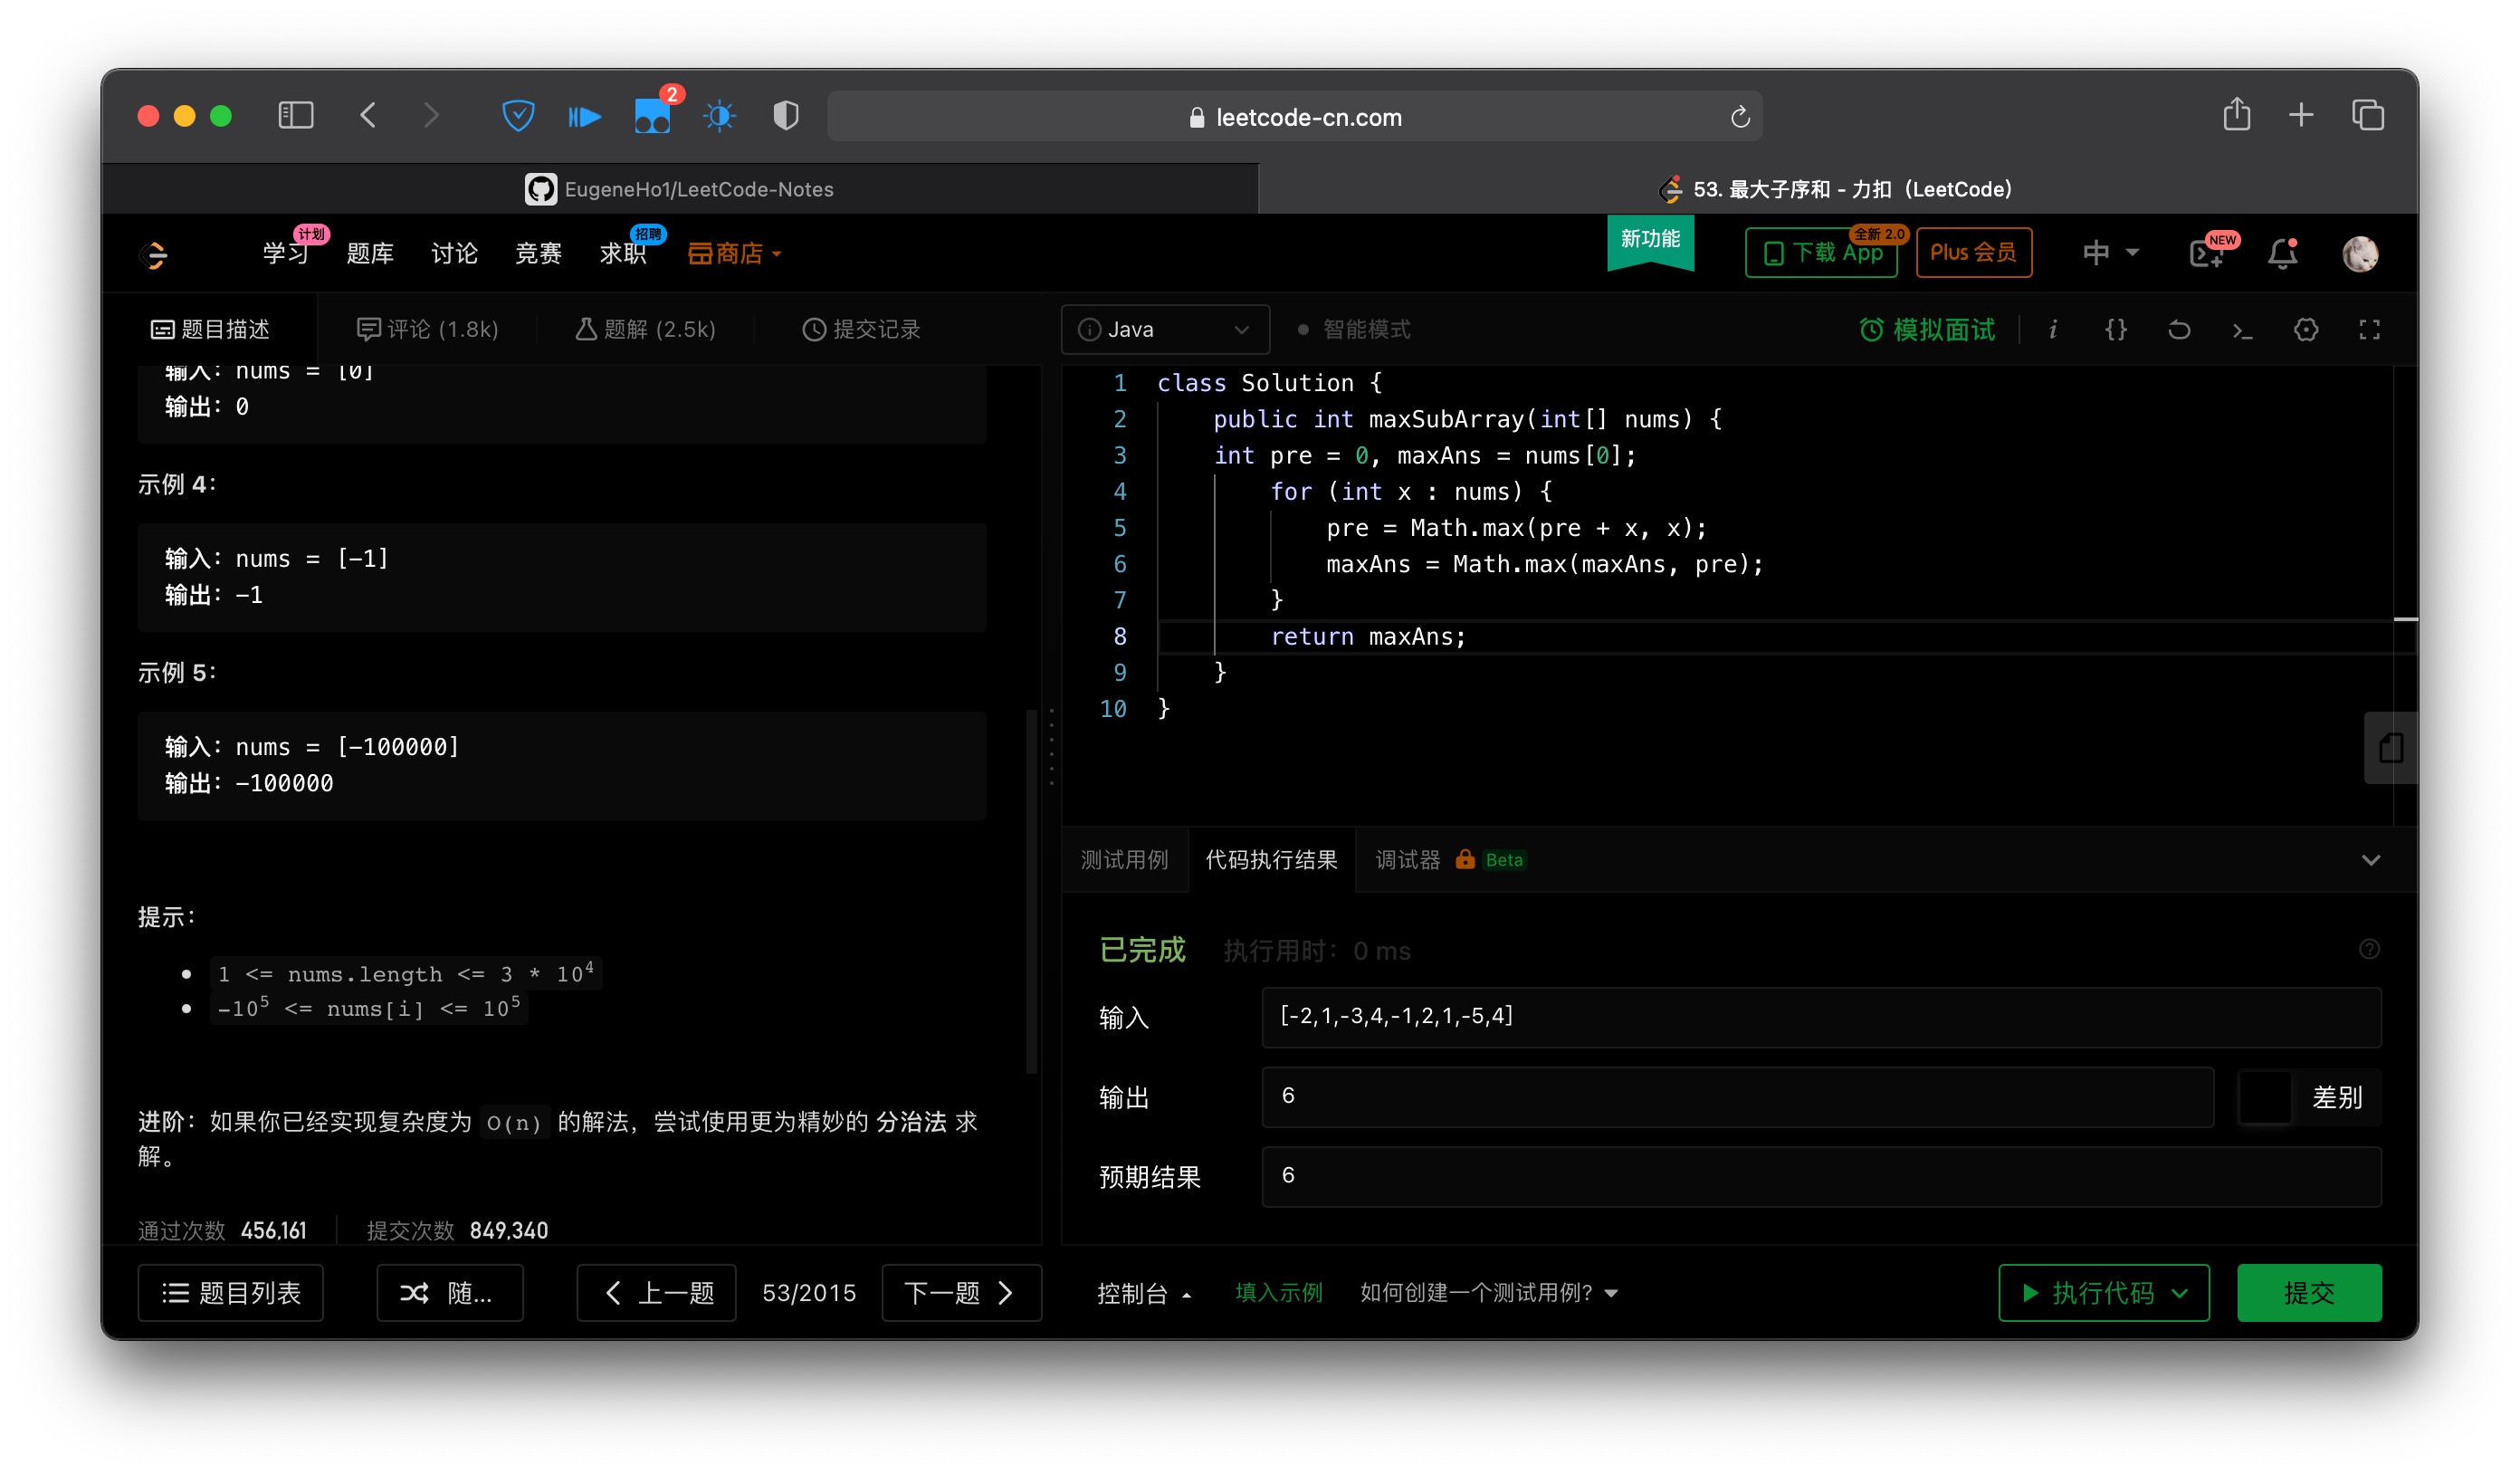 2
leetcode-cn.com
EugeneHo1/LeetCode-Notes
53. 最大子序和 - 力扣（LeetCode）
学习
计划
题库
讨论
竞赛
求职
招聘
商店
新功能
下载 App
全新 2.0
Plus 会员
中
NEW
题目描述
评论 (1.8k)
题解 (2.5k)
提交记录
输入：nums = [0]
输出：0
示例 4：
输入：nums = [-1]
输出：-1
示例 5：
输入：nums = [-100000]
输出：-100000
提示：
1 <= nums.length <= 3 * 10⁴
-10⁵ <= nums[i] <= 10⁵
进阶：如果你已经实现复杂度为 O(n) 的解法，尝试使用更为精妙的 分治法 求
解。
通过次数 456,161 提交次数 849,340
题目列表
随...
上一题
53/2015
下一题
Java
智能模式
模拟面试
1 class Solution {
2 public int maxSubArray(int[] nums) {
3 int pre = 0, maxAns = nums[0];
4 for (int x : nums) {
5 pre = Math.max(pre + x, x);
6 maxAns = Math.max(maxAns, pre);
7 }
8 return maxAns;
9 }
10 }
测试用例
代码执行结果
调试器 Beta
已完成 执行用时：0 ms
输入 [-2,1,-3,4,-1,2,1,-5,4]
输出 6 差别
预期结果 6
控制台
填入示例
如何创建一个测试用例?
执行代码
提交